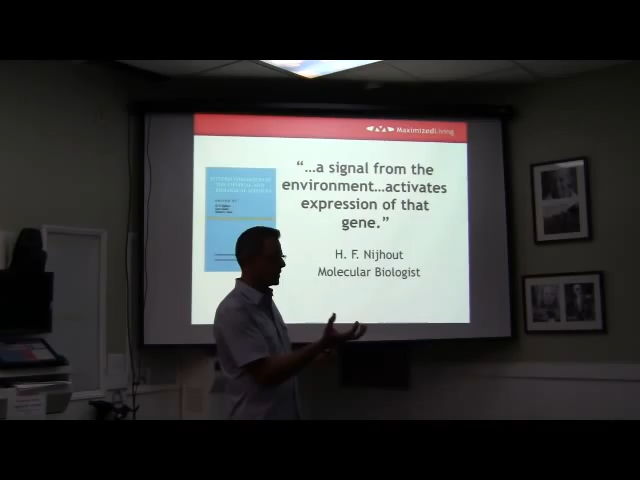 MaximizedLiving
“…a signal from the
environment…activates
expression of that
gene.”
H. F. Nijhout
Molecular Biologist